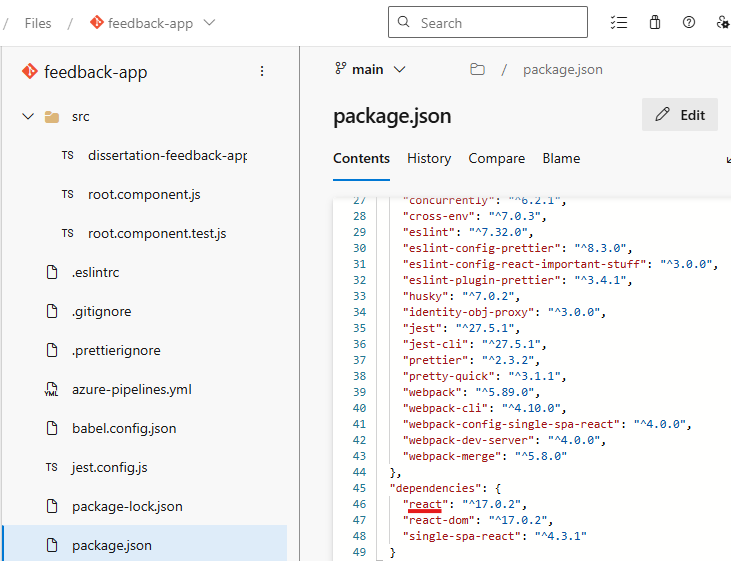 / Files / feedback-app
Search
feedback-app
src
TS dissertation-feedback-app
TS root.component.js
TS root.component.test.js
.eslintrc
.gitignore
.prettierignore
YML azure-pipelines.yml
babel.config.json
TS jest.config.js
package-lock.json
package.json
main / package.json
package.json
Edit
Contents History Compare Blame
27 "concurrently": "^6.2.1",
28 "cross-env": "^7.0.3",
29 "eslint": "^7.32.0",
30 "eslint-config-prettier": "^8.3.0",
31 "eslint-config-react-important-stuff": "^3.0.0",
32 "eslint-plugin-prettier": "^3.4.1",
33 "husky": "^7.0.2",
34 "identity-obj-proxy": "^3.0.0",
35 "jest": "^27.5.1",
36 "jest-cli": "^27.5.1",
37 "prettier": "^2.3.2",
38 "pretty-quick": "^3.1.1",
39 "webpack": "^5.89.0",
40 "webpack-cli": "^4.10.0",
41 "webpack-config-single-spa-react": "^4.0.0",
42 "webpack-dev-server": "^4.0.0",
43 "webpack-merge": "^5.8.0"
44 },
45 "dependencies": {
46 "react": "^17.0.2",
47 "react-dom": "^17.0.2",
48 "single-spa-react": "^4.3.1"
49 }